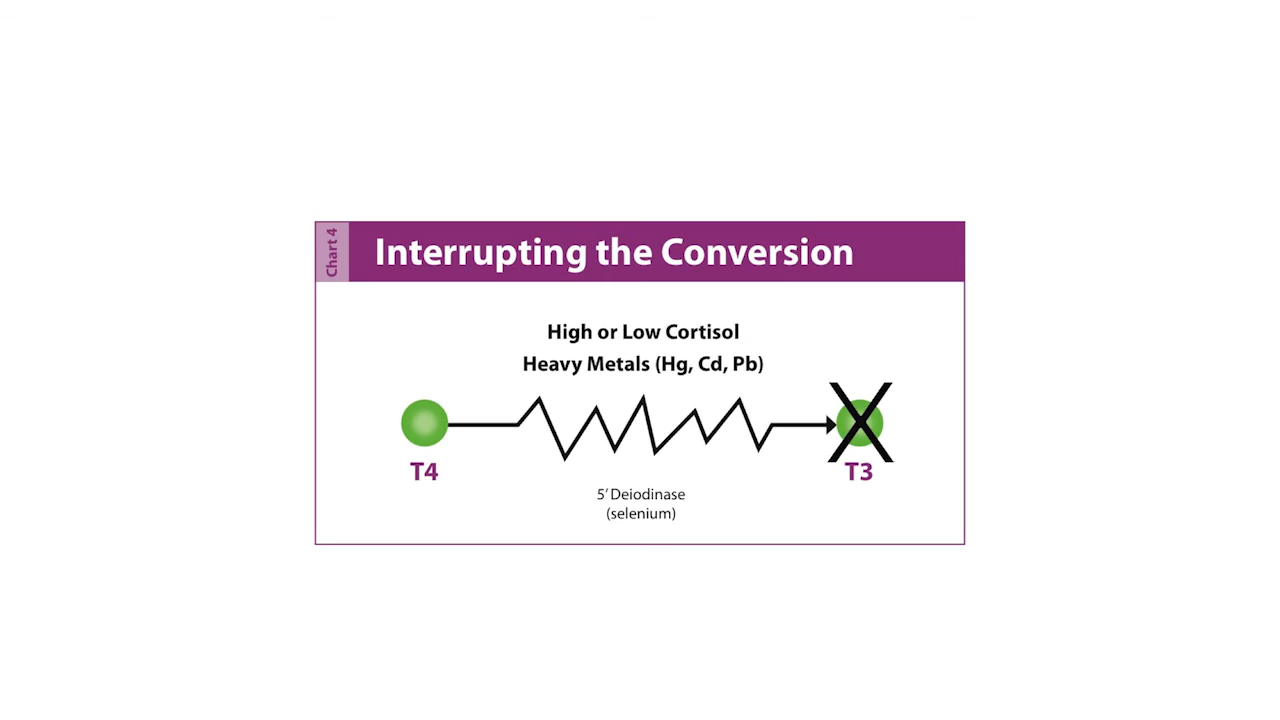 Chart 4
Interrupting the Conversion
High or Low Cortisol
Heavy Metals (Hg, Cd, Pb)
T4
T3
5' Deiodinase
(selenium)